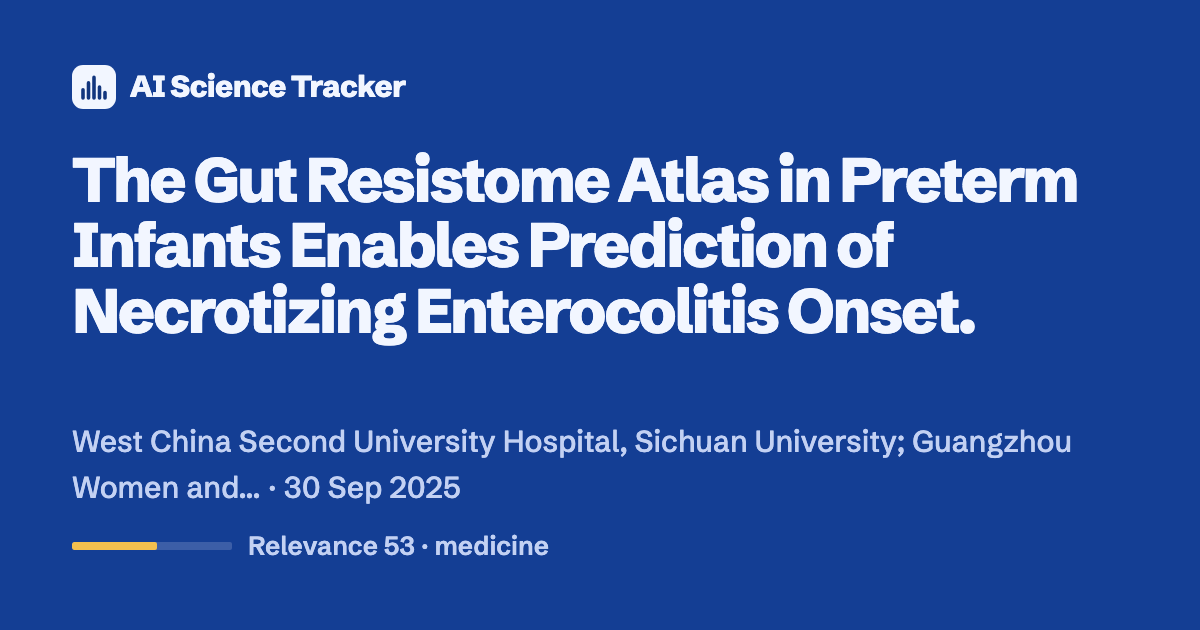 AI Science Tracker
The Gut Resistome Atlas in Preterm
Infants Enables Prediction of
Necrotizing Enterocolitis Onset.
West China Second University Hospital, Sichuan University; Guangzhou
Women and... · 30 Sep 2025
Relevance 53 · medicine